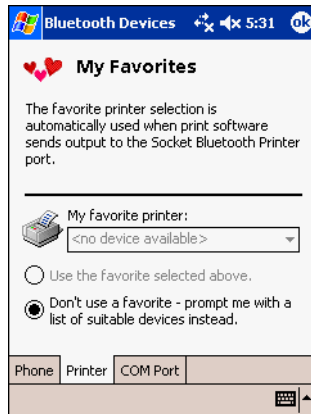 Bluetooth Devices 5:31 ok
My Favorites
The favorite printer selection is
automatically used when print software
sends output to the Socket Bluetooth Printer
port.
My favorite printer:
<no device available>
Use the favorite selected above.
Don't use a favorite - prompt me with a
list of suitable devices instead.
Phone Printer COM Port